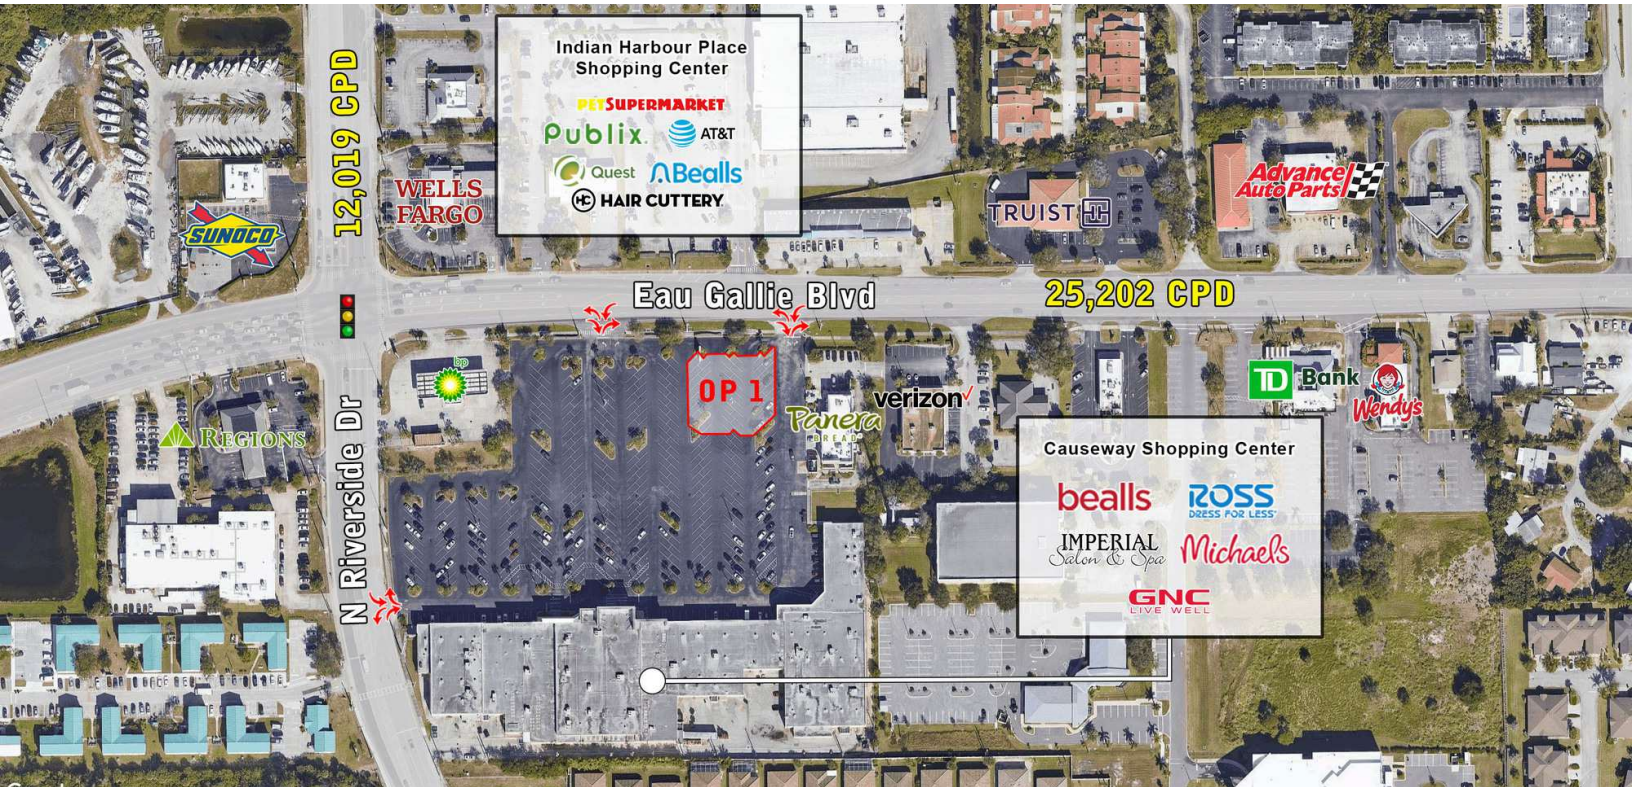 Indian Harbour Place
Shopping Center
PETSUPERMARKET
Publix.
AT&T
Quest
Bealls
HC HAIR CUTTERY
12,019 CPD
WELLS
FARGO
SUNOCO
TRUIST
Advance
Auto Parts
Eau Gallie Blvd
25,202 CPD
bp
OP 1
Panera
BREAD
verizon
TD Bank
Wendy's
REGIONS
N Riverside Dr
Causeway Shopping Center
bealls
ROSS
DRESS FOR LESS
IMPERIAL
Salon & Spa
Michaels
GNC
LIVE WELL